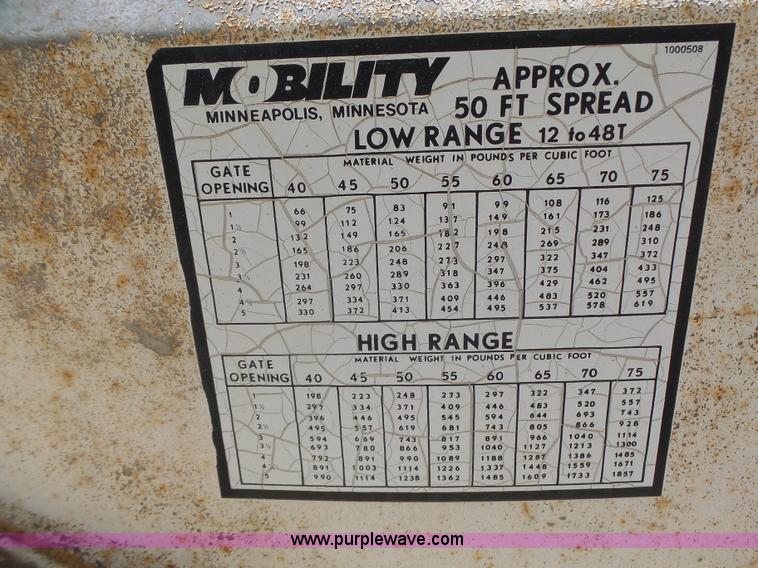 1000508
MOBILITY APPROX.
MINNEAPOLIS, MINNESOTA 50 FT SPREAD
LOW RANGE 12 to 48T
MATERIAL WEIGHT IN POUNDS PER CUBIC FOOT
GATE OPENING 40 45 50 55 60 65 70 75
1 66 75 83 91 99 108 116 125
1½ 99 112 124 137 149 161 173 186
2 132 149 165 182 198 215 231 248
2½ 165 186 206 227 248 269 289 310
3 198 223 248 273 297 322 347 372
3½ 231 260 289 318 347 375 404 433
4 264 297 330 363 396 429 462 495
4½ 297 334 371 409 446 483 520 557
5 330 372 413 454 495 537 578 619
HIGH RANGE
MATERIAL WEIGHT IN POUNDS PER CUBIC FOOT
GATE OPENING 40 45 50 55 60 65 70 75
1 198 223 248 273 297 322 347 372
1½ 297 334 371 409 446 483 520 557
2 396 446 495 545 594 644 693 743
2½ 495 557 619 681 743 805 866 928
3 594 669 743 817 891 966 1040 1114
3½ 693 780 866 953 1040 1127 1213 1300
4 792 891 990 1089 1188 1287 1386 1485
4 891 1003 1114 1226 1337 1448 1559 1671
5 990 1114 1238 1362 1485 1609 1733 1857
www.purplewave.com